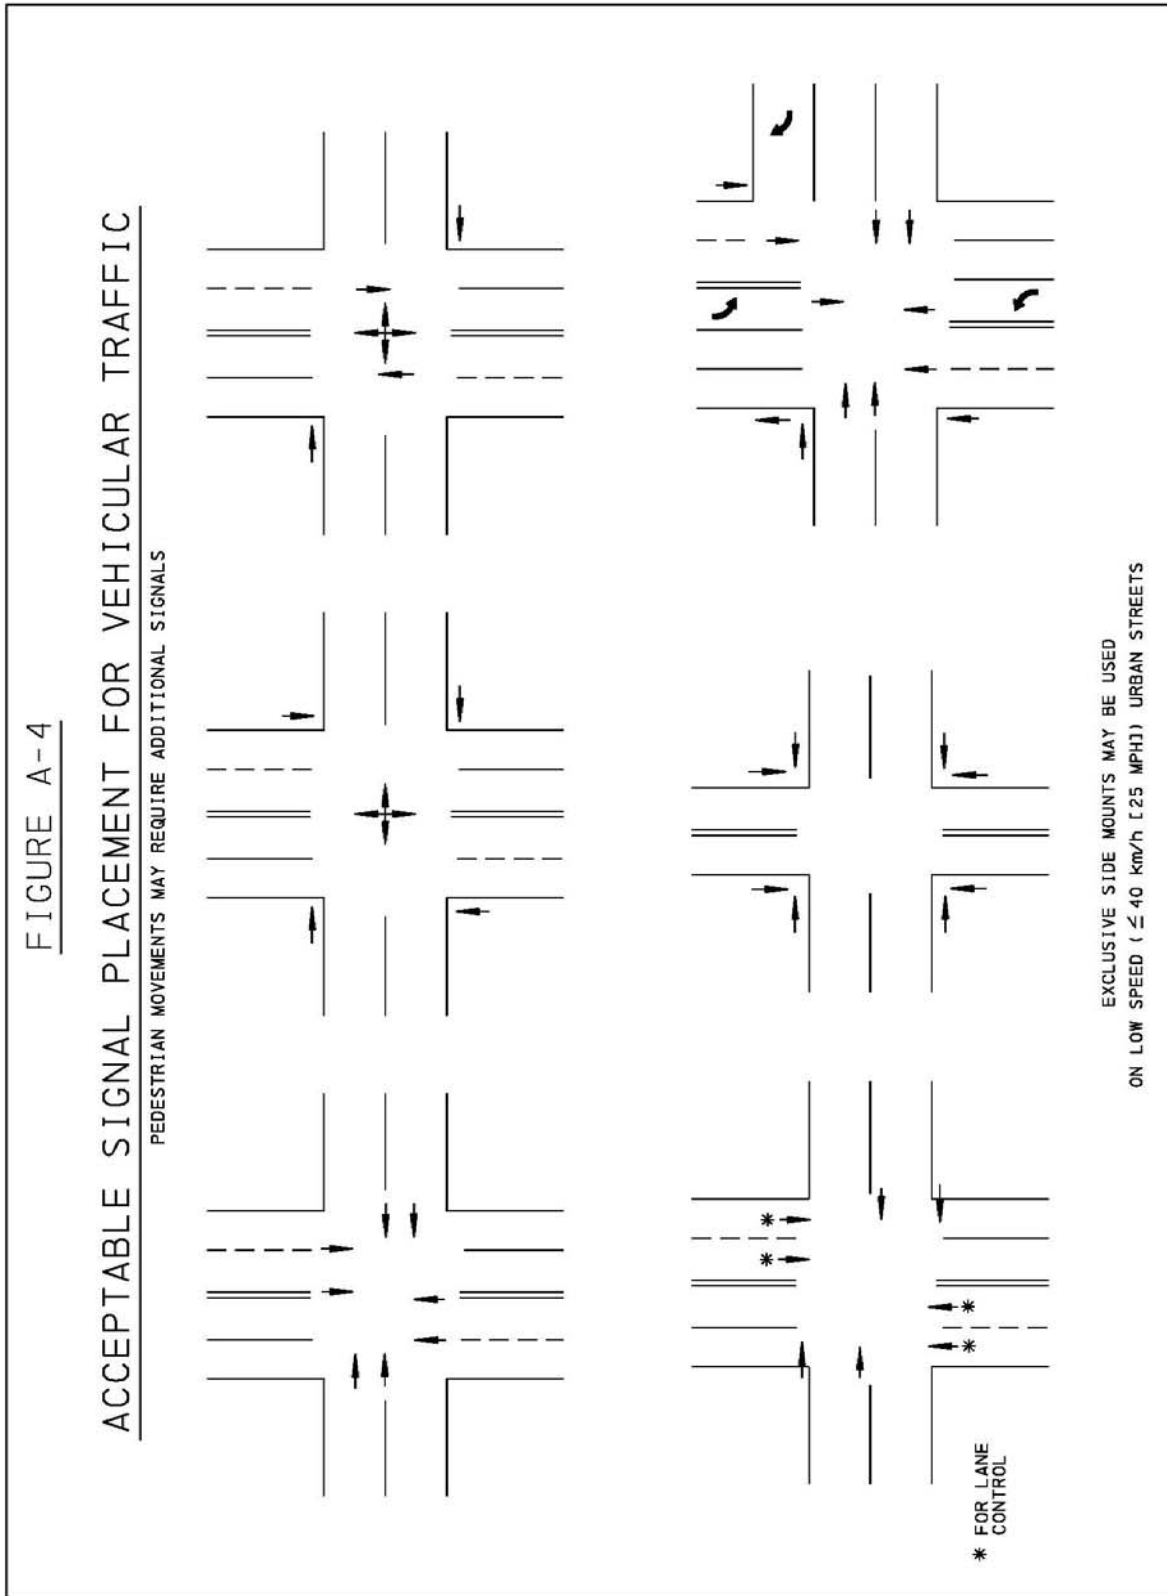 FIGURE A-4
ACCEPTABLE SIGNAL PLACEMENT FOR VEHICULAR TRAFFIC
PEDESTRIAN MOVEMENTS MAY REQUIRE ADDITIONAL SIGNALS
* FOR LANE
CONTROL
EXCLUSIVE SIDE MOUNTS MAY BE USED
ON LOW SPEED (≤ 40 km/h [25 MPH]) URBAN STREETS